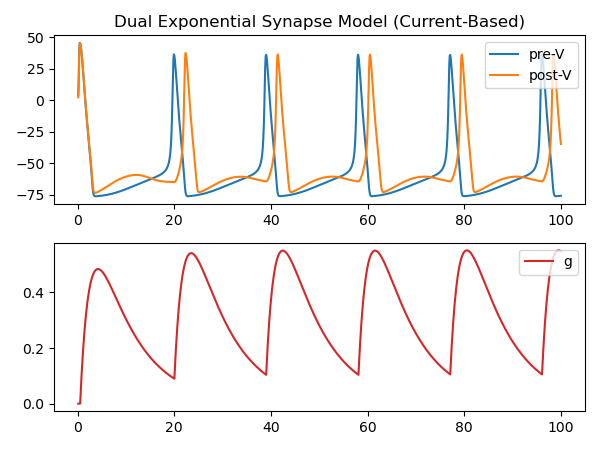 Dual Exponential Synapse Model (Current-Based)
50
25
0
−25
−50
−75
pre-V
post-V
0 20 40 60 80 100
0.4
0.2
0.0
g
0 20 40 60 80 100